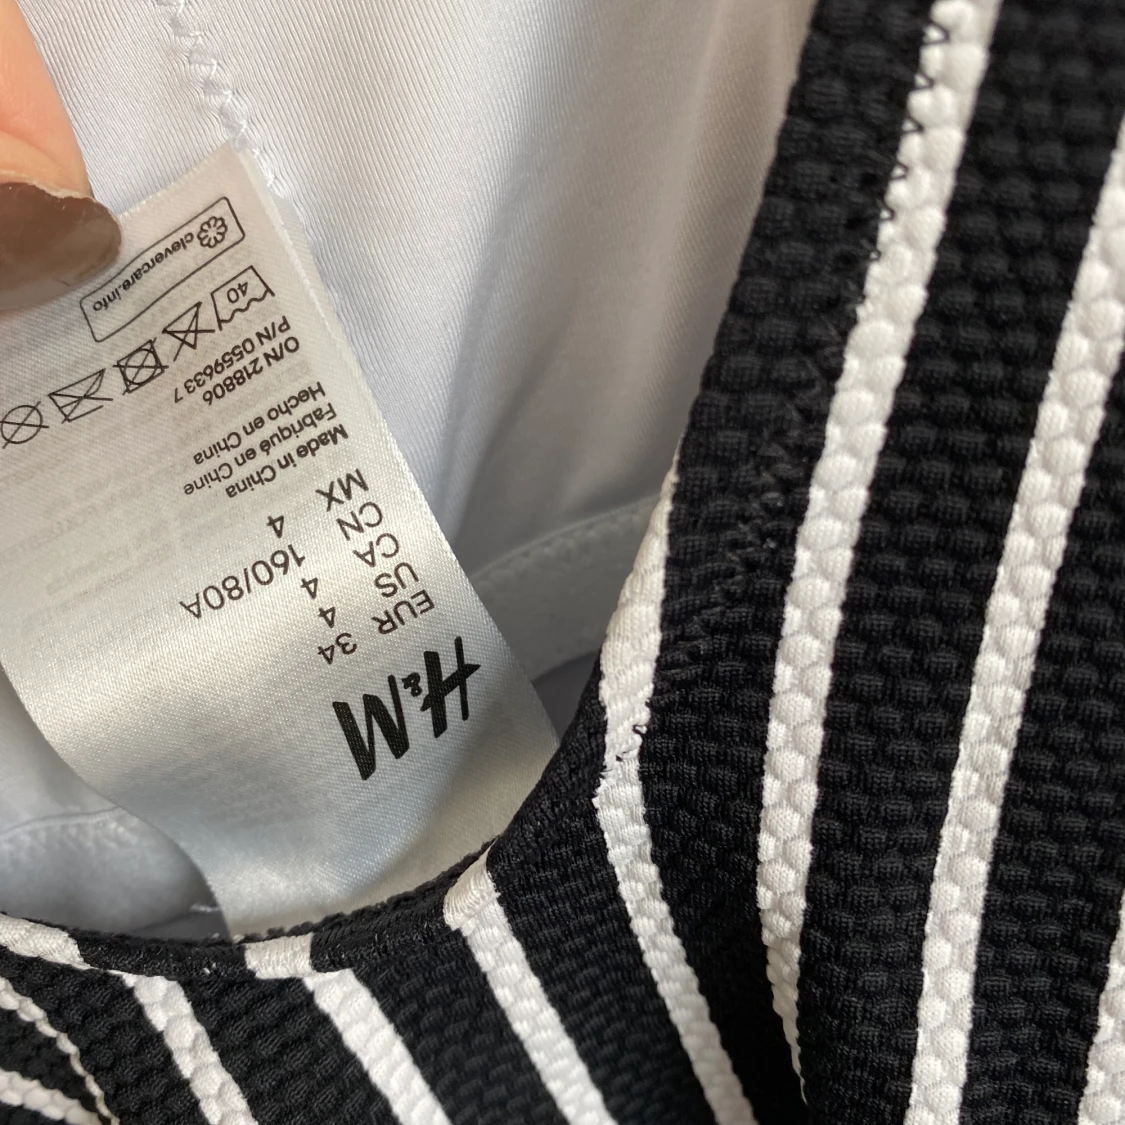 H&M
EUR 34
US 4
CA 4
CN 160/80A
MX 4
Made in China
Fabriqué en Chine
Hecho en China
O/N 218806
P/N 0559633 7
40
clevercare.info